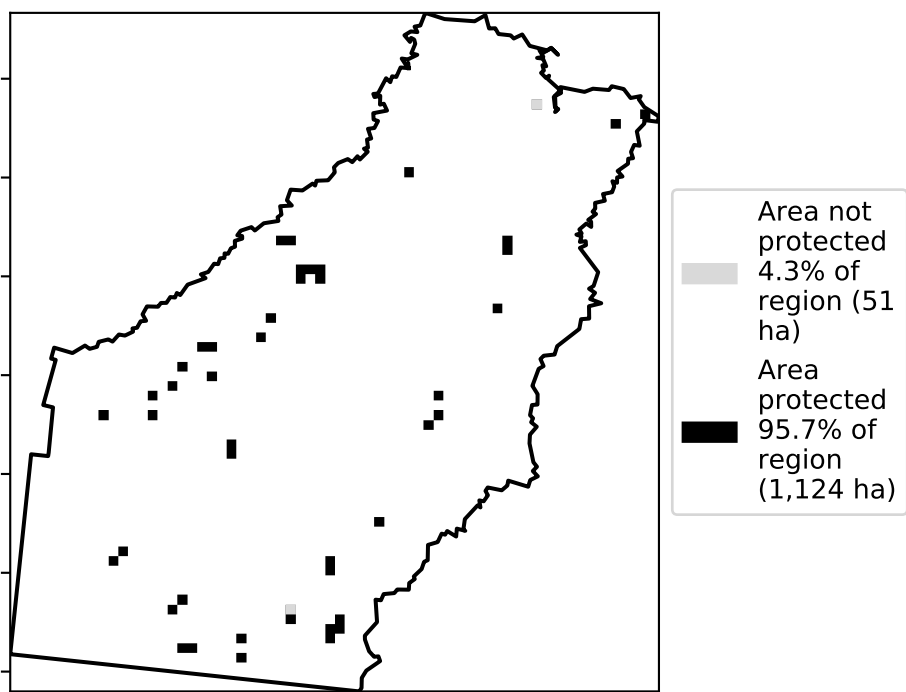 Area not
protected
4.3% of
region (51
ha)
Area
protected
95.7% of
region
(1,124 ha)